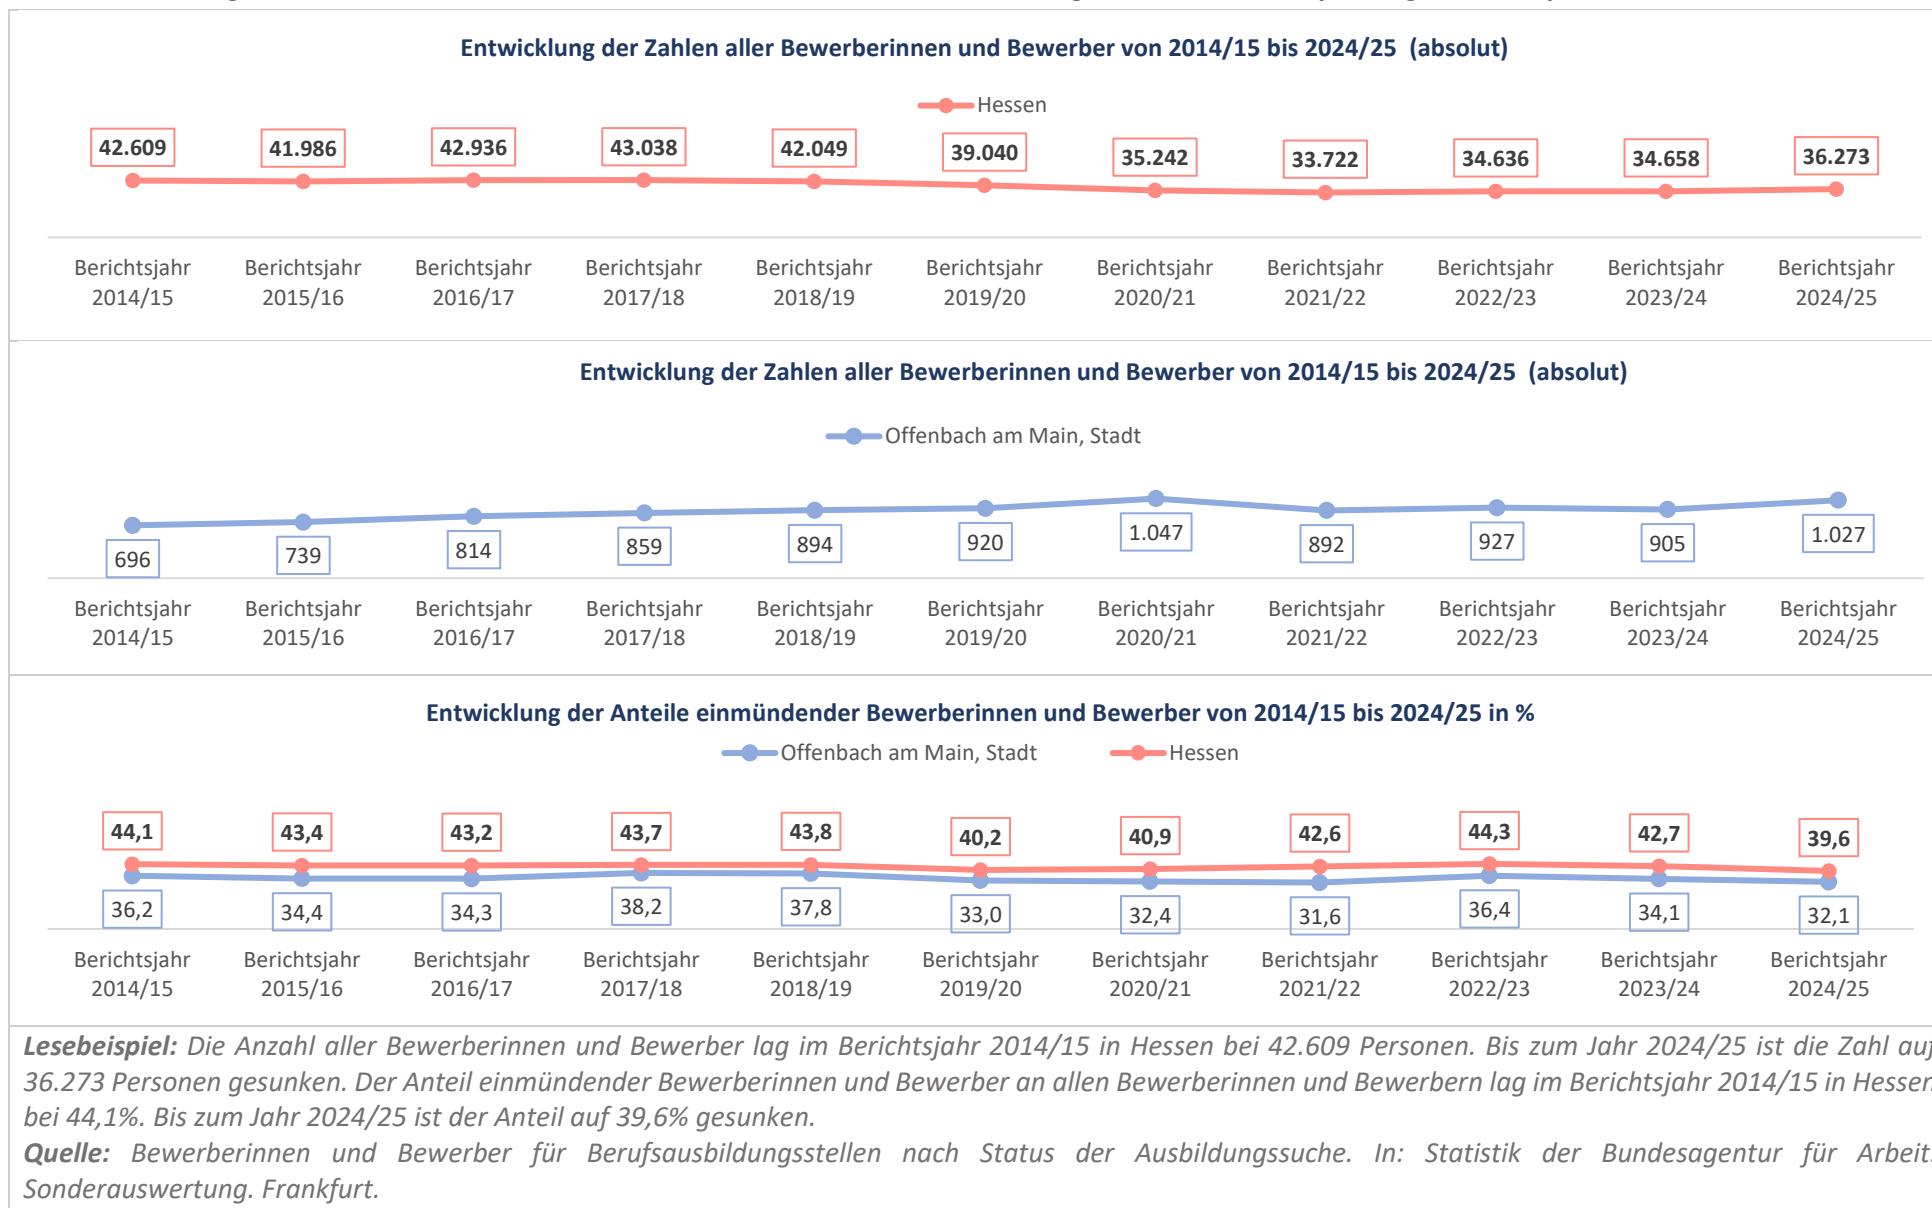 Entwicklung der Zahlen aller Bewerberinnen und Bewerber von 2014/15 bis 2024/25 (absolut)
Hessen
42.609 41.986 42.936 43.038 42.049 39.040 35.242 33.722 34.636 34.658 36.273
Berichtsjahr Berichtsjahr Berichtsjahr Berichtsjahr Berichtsjahr Berichtsjahr Berichtsjahr Berichtsjahr Berichtsjahr Berichtsjahr Berichtsjahr
2014/15 2015/16 2016/17 2017/18 2018/19 2019/20 2020/21 2021/22 2022/23 2023/24 2024/25
Entwicklung der Zahlen aller Bewerberinnen und Bewerber von 2014/15 bis 2024/25 (absolut)
Offenbach am Main, Stadt
696 739 814 859 894 920 1.047 892 927 905 1.027
Berichtsjahr Berichtsjahr Berichtsjahr Berichtsjahr Berichtsjahr Berichtsjahr Berichtsjahr Berichtsjahr Berichtsjahr Berichtsjahr Berichtsjahr
2014/15 2015/16 2016/17 2017/18 2018/19 2019/20 2020/21 2021/22 2022/23 2023/24 2024/25
Entwicklung der Anteile einmündender Bewerberinnen und Bewerber von 2014/15 bis 2024/25 in %
Offenbach am Main, Stadt Hessen
44,1 43,4 43,2 43,7 43,8 40,2 40,9 42,6 44,3 42,7 39,6
36,2 34,4 34,3 38,2 37,8 33,0 32,4 31,6 36,4 34,1 32,1
Berichtsjahr Berichtsjahr Berichtsjahr Berichtsjahr Berichtsjahr Berichtsjahr Berichtsjahr Berichtsjahr Berichtsjahr Berichtsjahr Berichtsjahr
2014/15 2015/16 2016/17 2017/18 2018/19 2019/20 2020/21 2021/22 2022/23 2023/24 2024/25
Lesebeispiel: Die Anzahl aller Bewerberinnen und Bewerber lag im Berichtsjahr 2014/15 in Hessen bei 42.609 Personen. Bis zum Jahr 2024/25 ist die Zahl auf
36.273 Personen gesunken. Der Anteil einmündender Bewerberinnen und Bewerber an allen Bewerberinnen und Bewerbern lag im Berichtsjahr 2014/15 in Hessen
bei 44,1%. Bis zum Jahr 2024/25 ist der Anteil auf 39,6% gesunken.
Quelle: Bewerberinnen und Bewerber für Berufsausbildungsstellen nach Status der Ausbildungssuche. In: Statistik der Bundesagentur für Arbeit.
Sonderauswertung. Frankfurt.